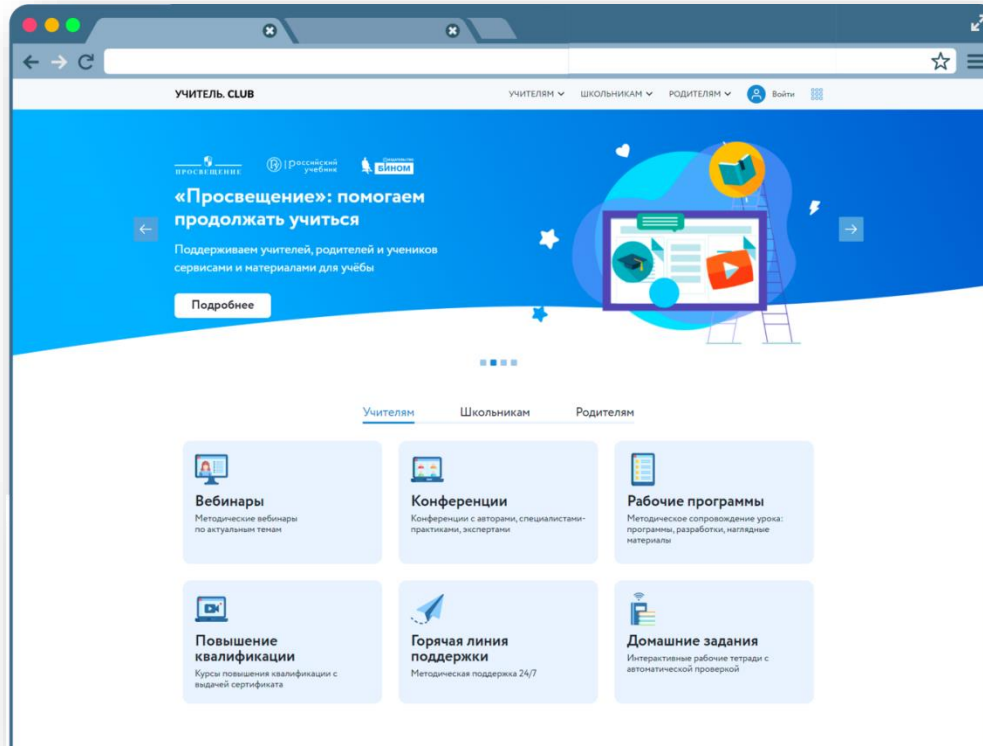 УЧИТЕЛЬ. CLUB
УЧИТЕЛЯМ
ШКОЛЬНИКАМ
РОДИТЕЛЯМ
Войти
ПРОСВЕЩЕНИЕ
российский
учебник
БИНОМ
«Просвещение»: помогаем
продолжать учиться
Поддерживаем учителей, родителей и учеников
сервисами и материалами для учёбы
Подробнее
Учителям
Школьникам
Родителям
Вебинары
Методические вебинары
по актуальным темам
Конференции
Конференции с авторами, специалистами-
практиками, экспертами
Рабочие программы
Методическое сопровождение урока:
программы, разработки, наглядные
материалы
Повышение
квалификации
Курсы повышения квалификации с
выдачей сертификата
Горячая линия
поддержки
Методическая поддержка 24/7
Домашние задания
Интерактивные рабочие тетради с
автоматической проверкой